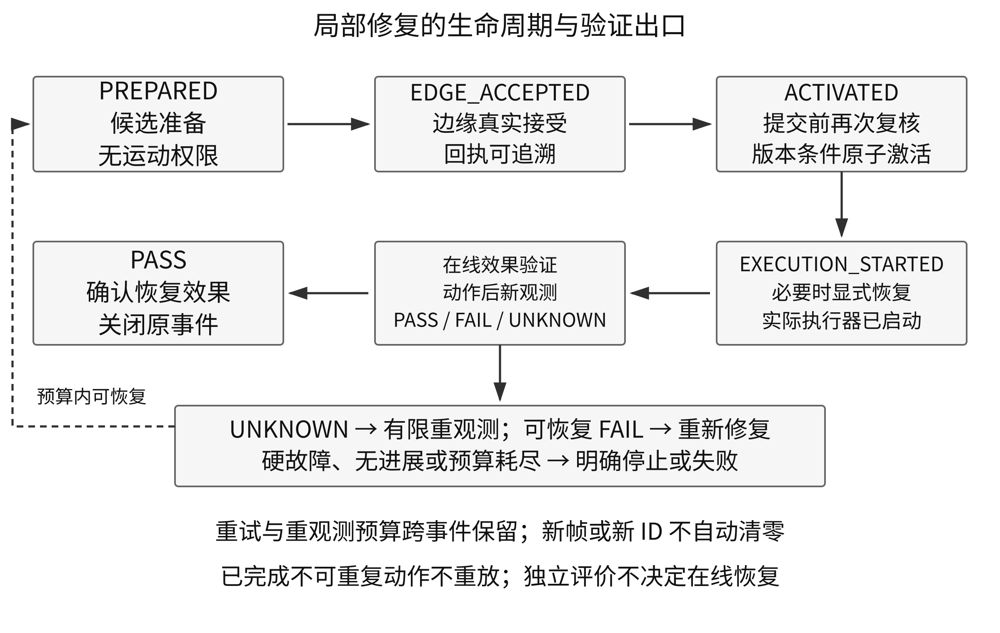 局部修复的生命周期与验证出口
PREPARED
候选准备
无运动权限
EDGE_ACCEPTED
边缘真实接受
回执可追溯
ACTIVATED
提交前再次复核
版本条件原子激活
PASS
确认恢复效果
关闭原事件
在线效果验证
动作后新观测
PASS / FAIL / UNKNOWN
EXECUTION_STARTED
必要时显式恢复
实际执行器已启动
预算内可恢复
UNKNOWN → 有限重观测；可恢复 FAIL → 重新修复
硬故障、无进展或预算耗尽 → 明确停止或失败
重试与重观测预算跨事件保留；新帧或新 ID 不自动清零
已完成不可重复动作不重放；独立评价不决定在线恢复